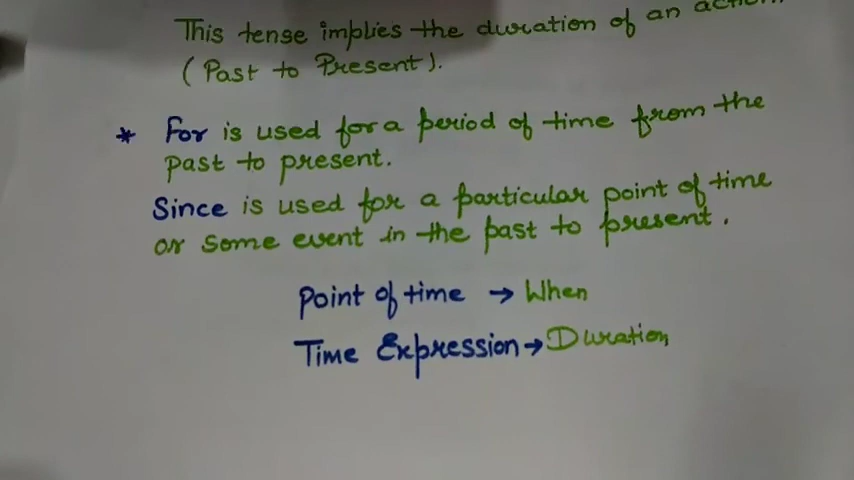 This tense implies the duration of an action
(Past to Present).
* For is used for a period of time from the
past to present.
Since is used for a particular point of time
or some event in the past to present.
Point of time → When
Time Expression → Duration